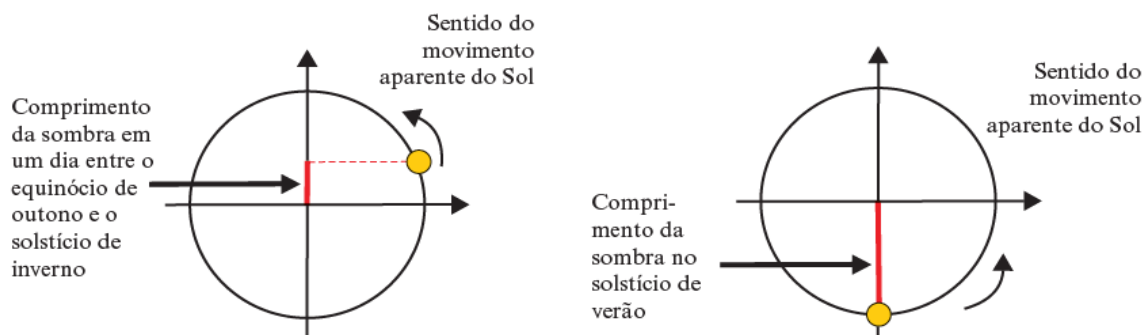 Sentido do
movimento
aparente do Sol
Comprimento
da sombra em
um dia entre o
equinócio de
outono e o
solstício de
inverno
Sentido do
movimento
aparente do Sol
Compri-
mento da
sombra no
solstício de
verão